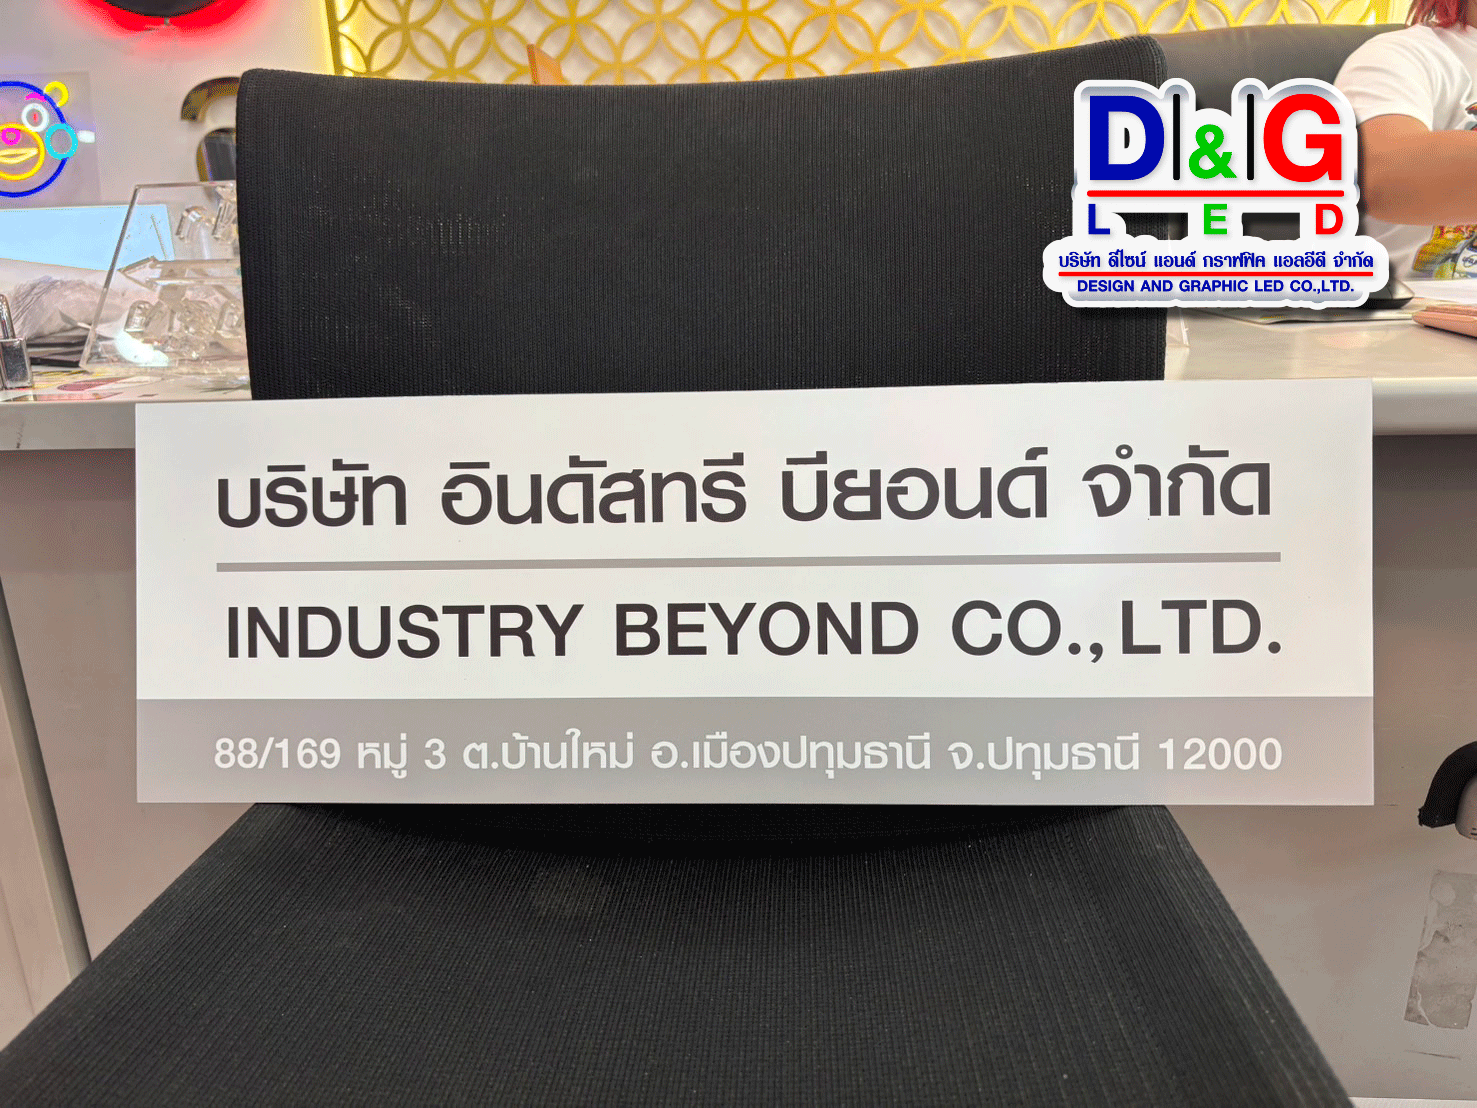 D|&|G
LED
บริษัท ดีไซน์ แอนด์ กราฟฟิค แอลอีดี จำกัด
DESIGN AND GRAPHIC LED CO.,LTD.
บริษัท อินดัสทรี บียอนด์ จำกัด
INDUSTRY BEYOND CO.,LTD.
88/169 หมู่ 3 ต.บ้านใหม่ อ.เมืองปทุมธานี จ.ปทุมธานี 12000